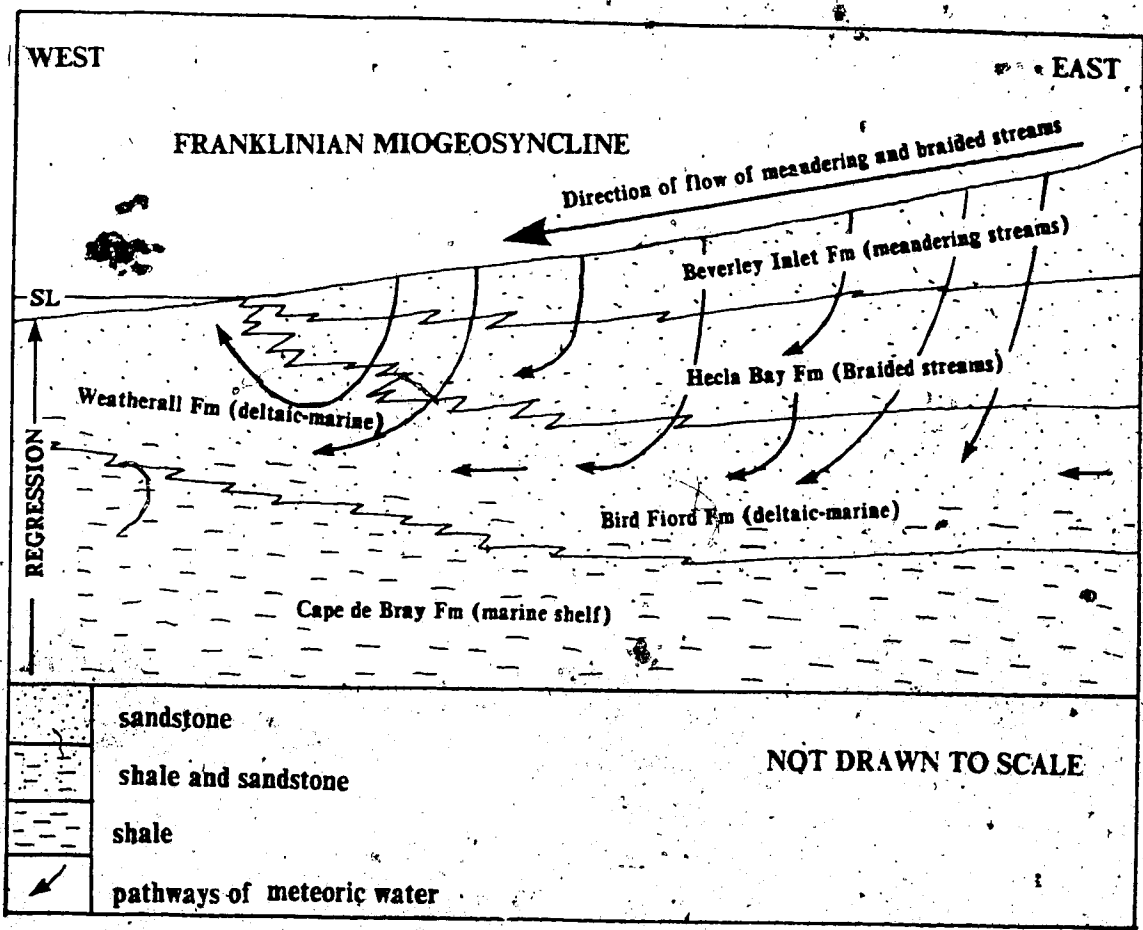 WEST
EAST
FRANKLINIAN MIOGEOSYNCLINE
Direction of flow of meandering and braided streams
Beverley Inlet Fm (meandering streams)
SL
Hecla Bay Fm (Braided streams)
Weatherall Fm (deltaic-marine)
REGRESSION
Bird Fiord Fm (deltaic-marine)
Cape de Bray Fm (marine shelf)
sandstone
shale and sandstone
NOT DRAWN TO SCALE
shale
pathways of meteoric water